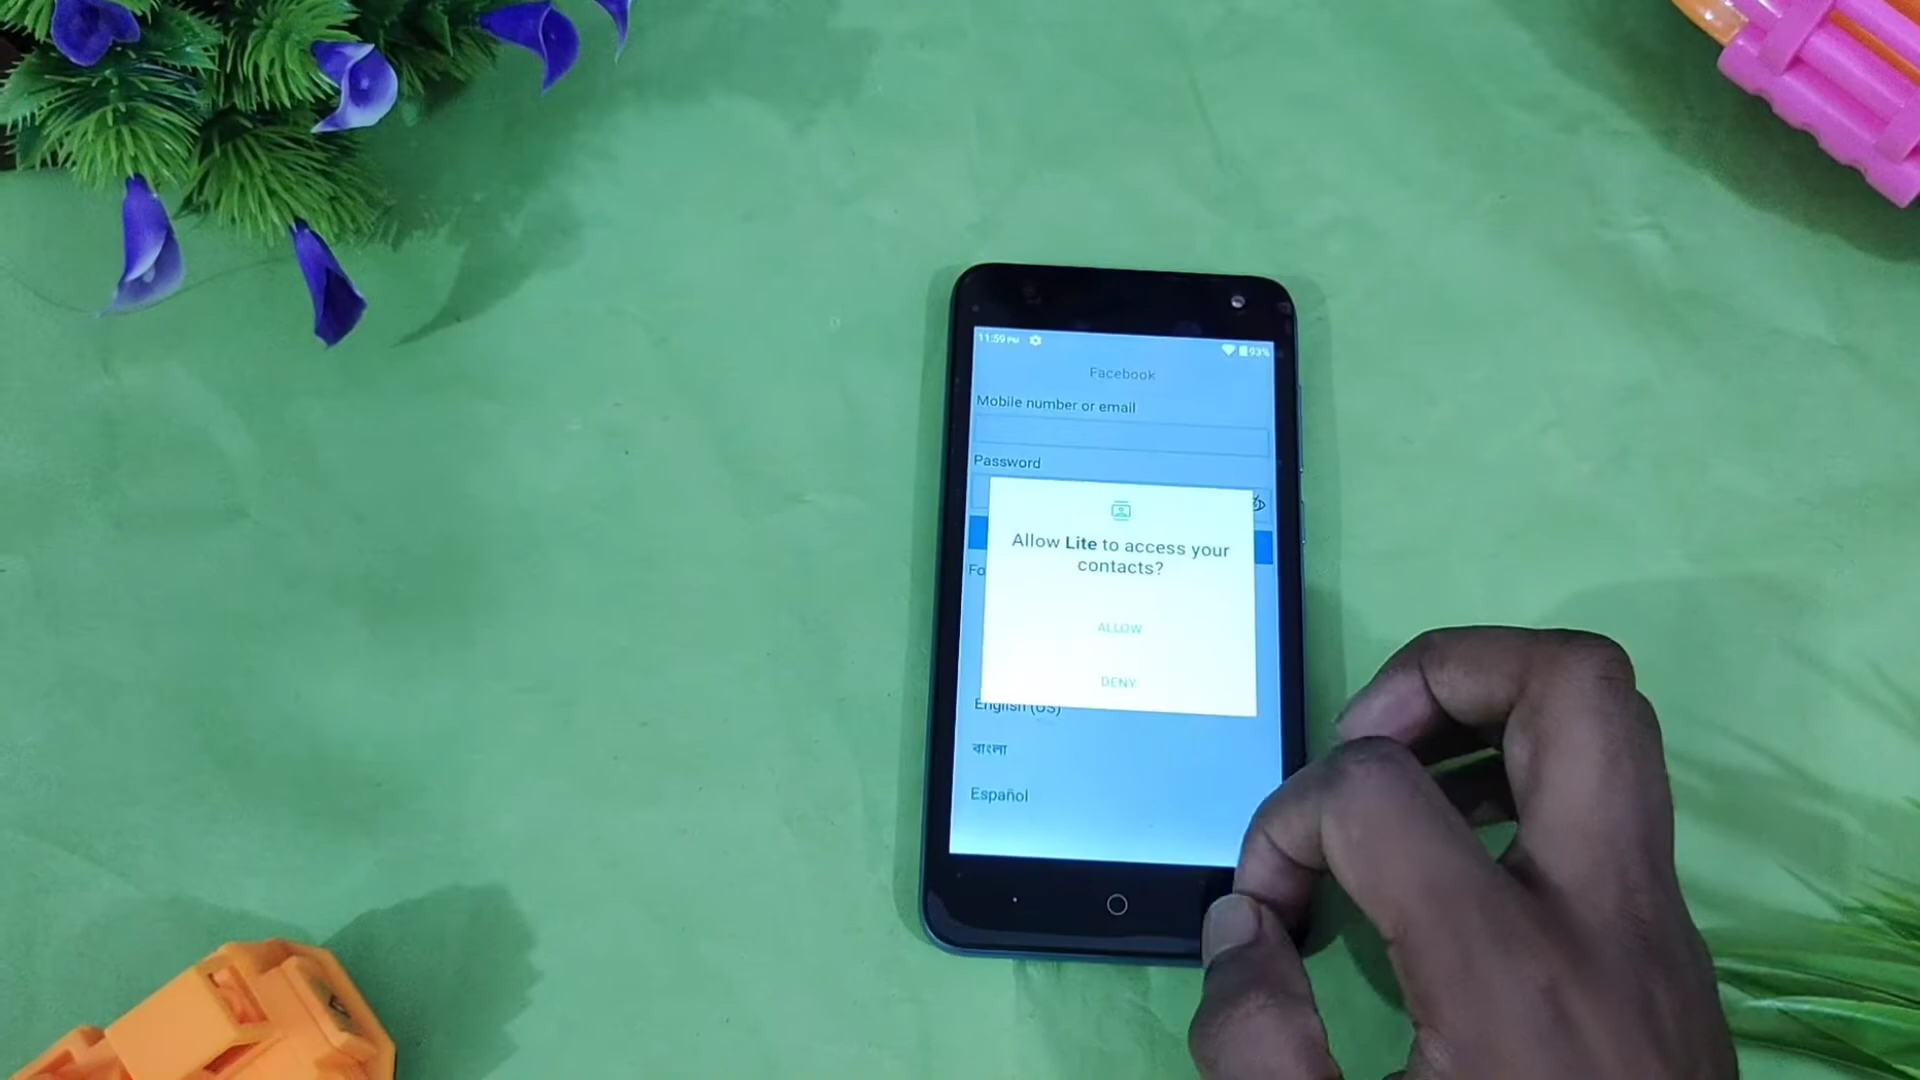 11:59 PM
93%
Facebook
Mobile number or email
Password
Allow Lite to access your
contacts?
Fo
ALLOW
DENY
English (US)
বাংলা
Español